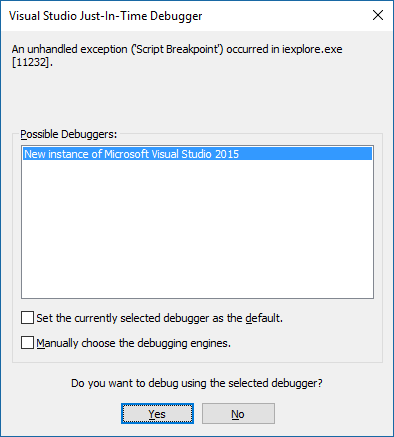 Visual Studio Just-In-Time Debugger
An unhandled exception ('Script Breakpoint') occurred in iexplore.exe
[11232].
Possible Debuggers:
New instance of Microsoft Visual Studio 2015
Set the currently selected debugger as the default.
Manually choose the debugging engines.
Do you want to debug using the selected debugger?
Yes
No